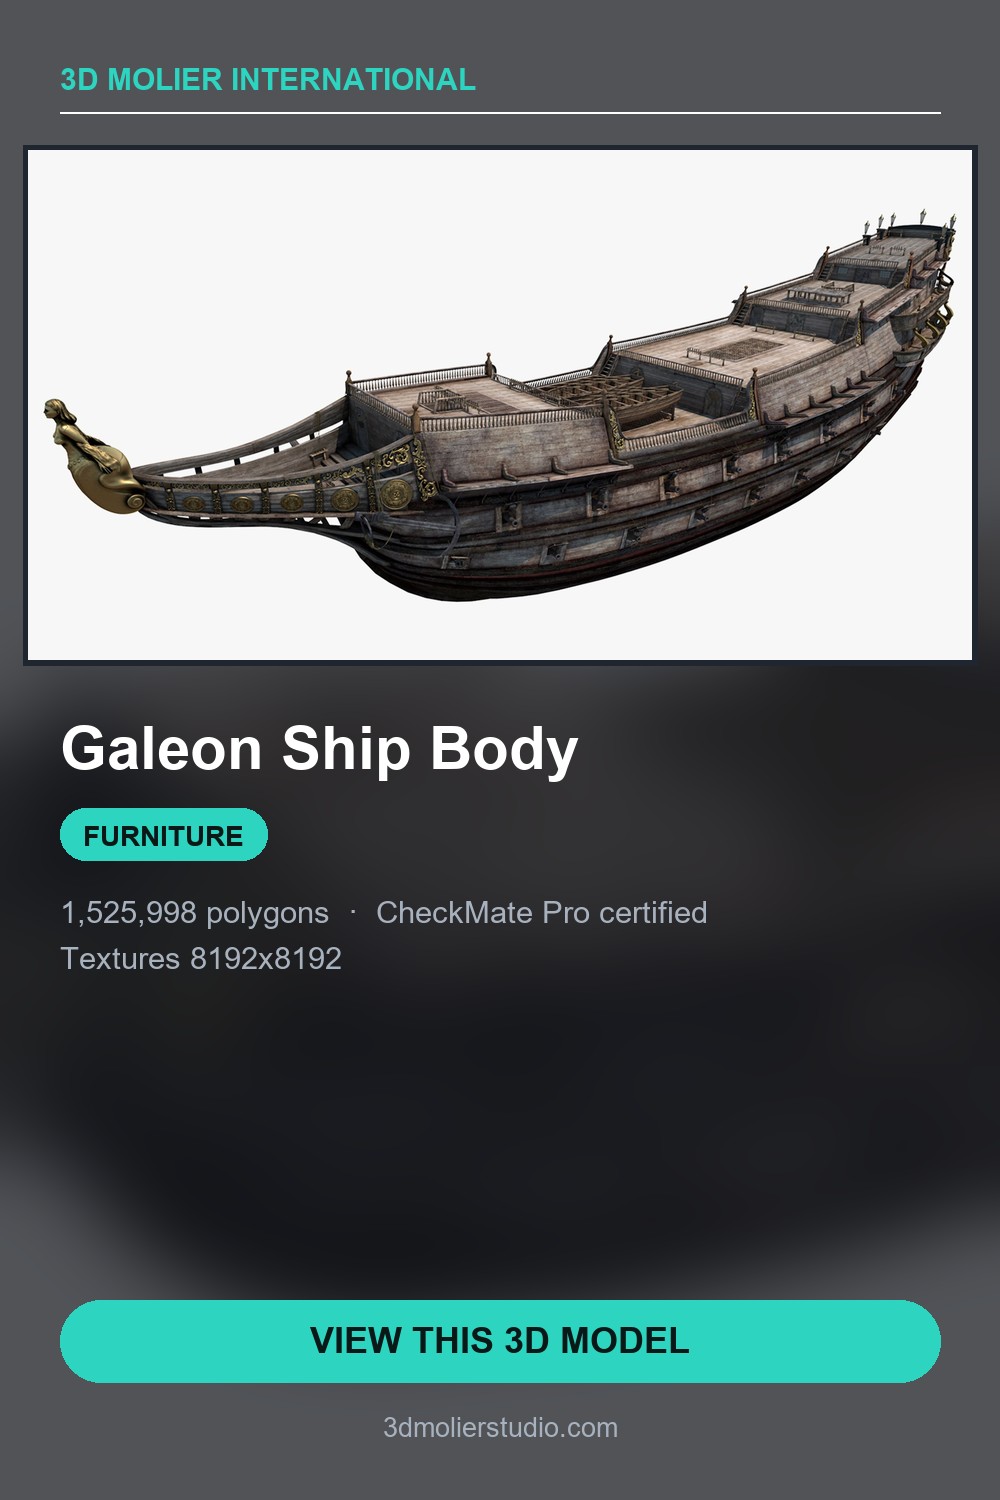 3D MOLIER INTERNATIONAL
Galeon Ship Body
FURNITURE
1,525,998 polygons · CheckMate Pro certified
Textures 8192x8192
VIEW THIS 3D MODEL
3dmolierstudio.com